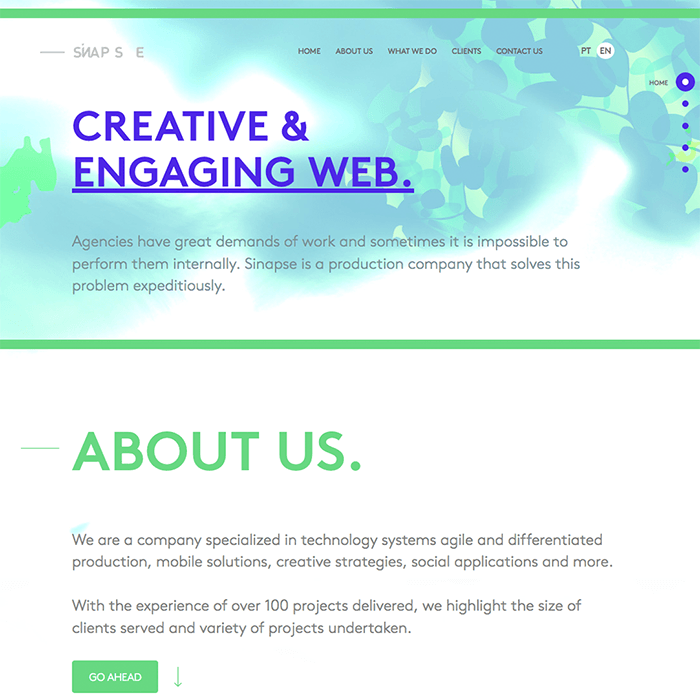 SINAP S E
HOME ABOUT US WHAT WE DO CLIENTS CONTACT US PT EN
HOME
CREATIVE &
ENGAGING WEB.
Agencies have great demands of work and sometimes it is impossible to
perform them internally. Sinapse is a production company that solves this
problem expeditiously.
ABOUT US.
We are a company specialized in technology systems agile and differentiated
production, mobile solutions, creative strategies, social applications and more.
With the experience of over 100 projects delivered, we highlight the size of
clients served and variety of projects undertaken.
GO AHEAD